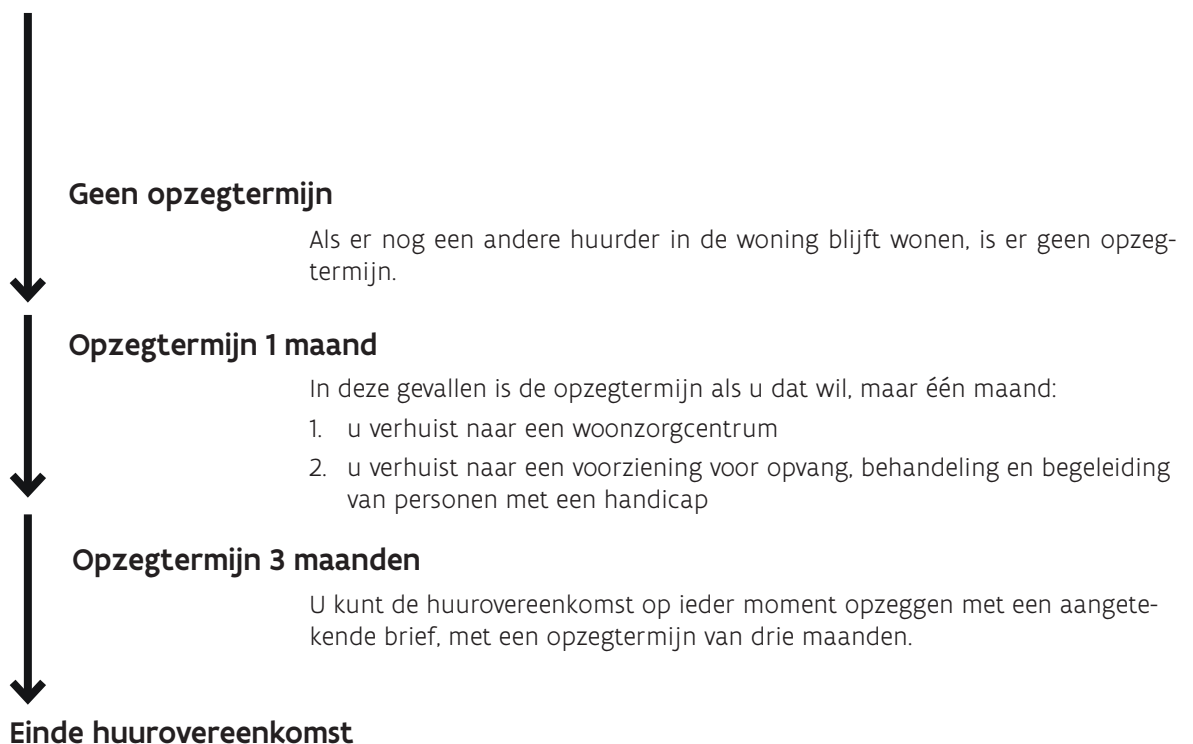 Geen opzegtermijn
Als er nog een andere huurder in de woning blijft wonen, is er geen opzeg-
termijn.
Opzegtermijn 1 maand
In deze gevallen is de opzegtermijn als u dat wil, maar één maand:
1. u verhuist naar een woonzorgcentrum
2. u verhuist naar een voorziening voor opvang, behandeling en begeleiding
van personen met een handicap
Opzegtermijn 3 maanden
U kunt de huurovereenkomst op ieder moment opzeggen met een aangete-
kende brief, met een opzegtermijn van drie maanden.
Einde huurovereenkomst